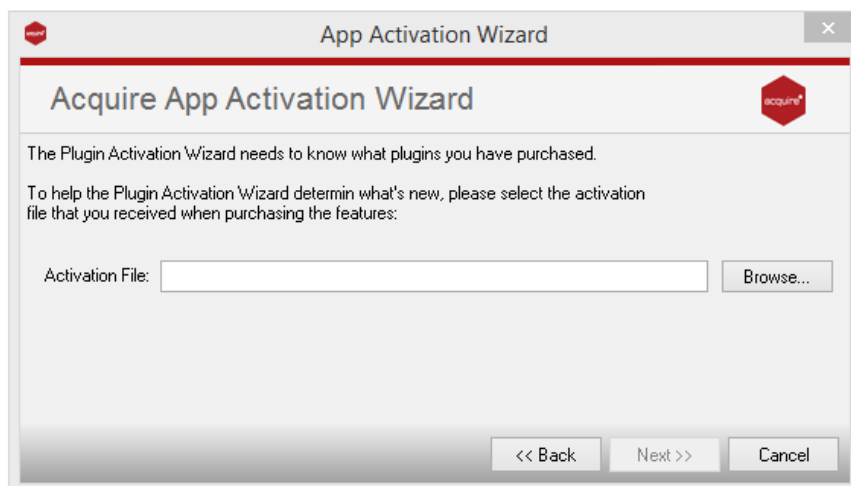 App Activation Wizard
Acquire App Activation Wizard
acquire
The Plugin Activation Wizard needs to know what plugins you have purchased.
To help the Plugin Activation Wizard determin what's new, please select the activation
file that you received when purchasing the features:
Activation File:
Browse...
<< Back
Next >>
Cancel